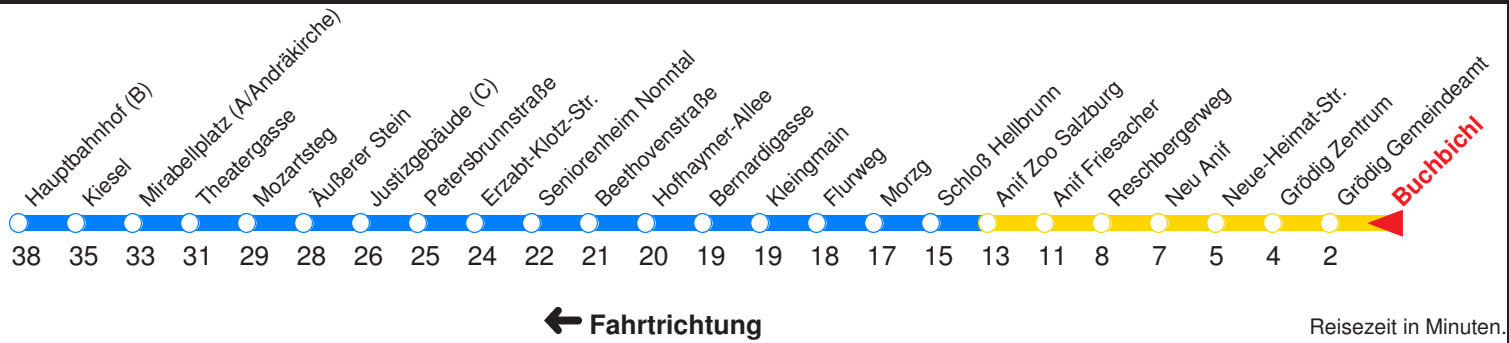 Hauptbahnhof (B)
Kiesel
Mirabellplatz (A/Andräkirche)
Theatergasse
Mozartsteg
Äußerer Stein
Justizgebäude (C)
Petersbrunnstraße
Erzabt-Klotz-Str.
Seniorenheim Nonntal
Beethovenstraße
Hofhaymer-Allee
Bernardigasse
Kleingmain
Flurweg
Morzg
Schloß Hellbrunn
Anif Zoo Salzburg
Anif Friesacher
Reschbergerweg
Neu Anif
Neue-Heimat-Str.
Grödig Zentrum
Grödig Gemeindeamt
Buchbichl
38 35 33 31 29 28 26 25 24 22 21 20 19 19 18 17 15 13 11 8 7 5 4 2
Fahrtrichtung
Reisezeit in Minuten.